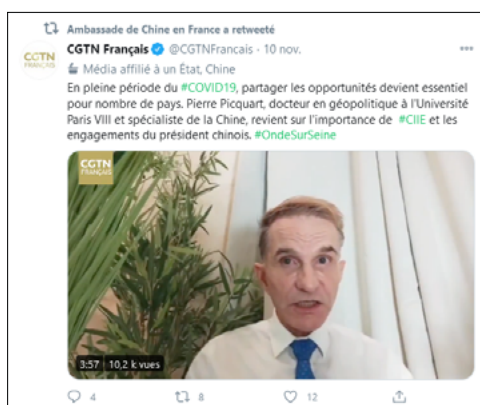 Ambassade de Chine en France a retweeté
CGTN Français @CGTNFrancais · 10 nov.
Média affilié à un État, Chine
En pleine période du #COVID19, partager les opportunités devient essentiel
pour nombre de pays. Pierre Picquart, docteur en géopolitique à l'Université
Paris VIII et spécialiste de la Chine, revient sur l'importance de #CIIE et les
engagements du président chinois. #OndeSurSeine
CGTN
FRANÇAIS
CGTN
FRANÇAIS
3:57 10,2 k vues
4 8 12